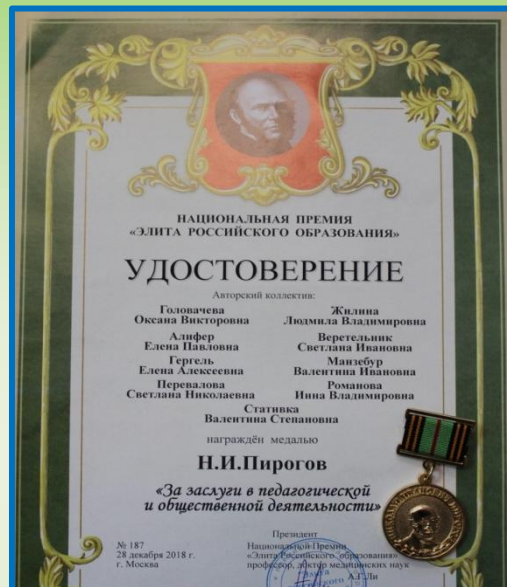 НАЦИОНАЛЬНАЯ ПРЕМИЯ
«ЭЛИТА РОССИЙСКОГО ОБРАЗОВАНИЯ»
УДОСТОВЕРЕНИЕ
Авторский коллектив:
Головачева
Оксана Викторовна
Жилина
Людмила Владимировна
Алифер
Елена Павловна
Веретельник
Светлана Ивановна
Гергель
Елена Алексеевна
Манзебур
Валентина Ивановна
Перевалова
Светлана Николаевна
Романова
Инна Владимировна
Стативка
Валентина Степановна
награждён медалью
Н.И.Пирогов
«За заслуги в педагогической
и общественной деятельности»
№ 187
28 декабря 2018 г.
г. Москва
Президент
Национальной Премии
«Элита Российского образования»
профессор, доктор медицинских наук
А.Г.Ли